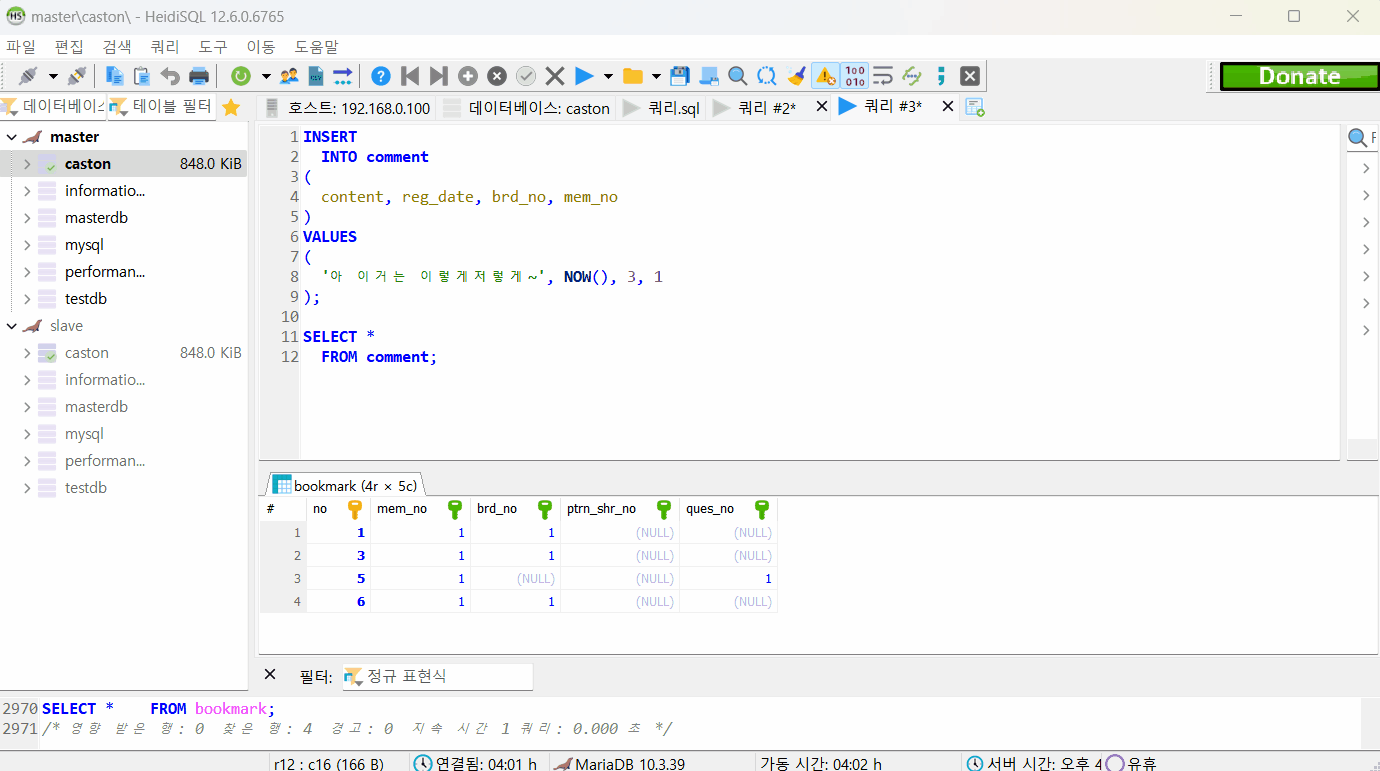 master\caston\ - HeidiSQL 12.6.0.6765
파일 편집 검색 쿼리 도구 이동 도움말
Donate
데이터베이스 테이블 필터 호스트: 192.168.0.100 데이터베이스: caston 쿼리.sql 쿼리 #2* 쿼리 #3*
master
caston 848.0 KiB
informatio...
masterdb
mysql
performan...
testdb
slave
caston 848.0 KiB
informatio...
masterdb
mysql
performan...
testdb
1 INSERT
2 INTO comment
3 (
4 content, reg_date, brd_no, mem_no
5 )
6 VALUES
7 (
8 '아 이거는 이렇게저렇게~', NOW(), 3, 1
9 );
10
11 SELECT *
12 FROM comment;
bookmark (4r × 5c)
# no mem_no brd_no ptrn_shr_no ques_no
1 1 1 1 (NULL) (NULL)
2 3 1 1 (NULL) (NULL)
3 5 1 (NULL) (NULL) 1
4 6 1 1 (NULL) (NULL)
필터: 정규 표현식
2970 SELECT * FROM bookmark;
2971 /* 영향 받은 행: 0 찾은 행: 4 경고: 0 지속 시간 1 쿼리: 0.000 초 */
r12 : c16 (166 B) 연결됨: 04:01 h MariaDB 10.3.39 가동 시간: 04:02 h 서버 시간: 오후 4 유휴